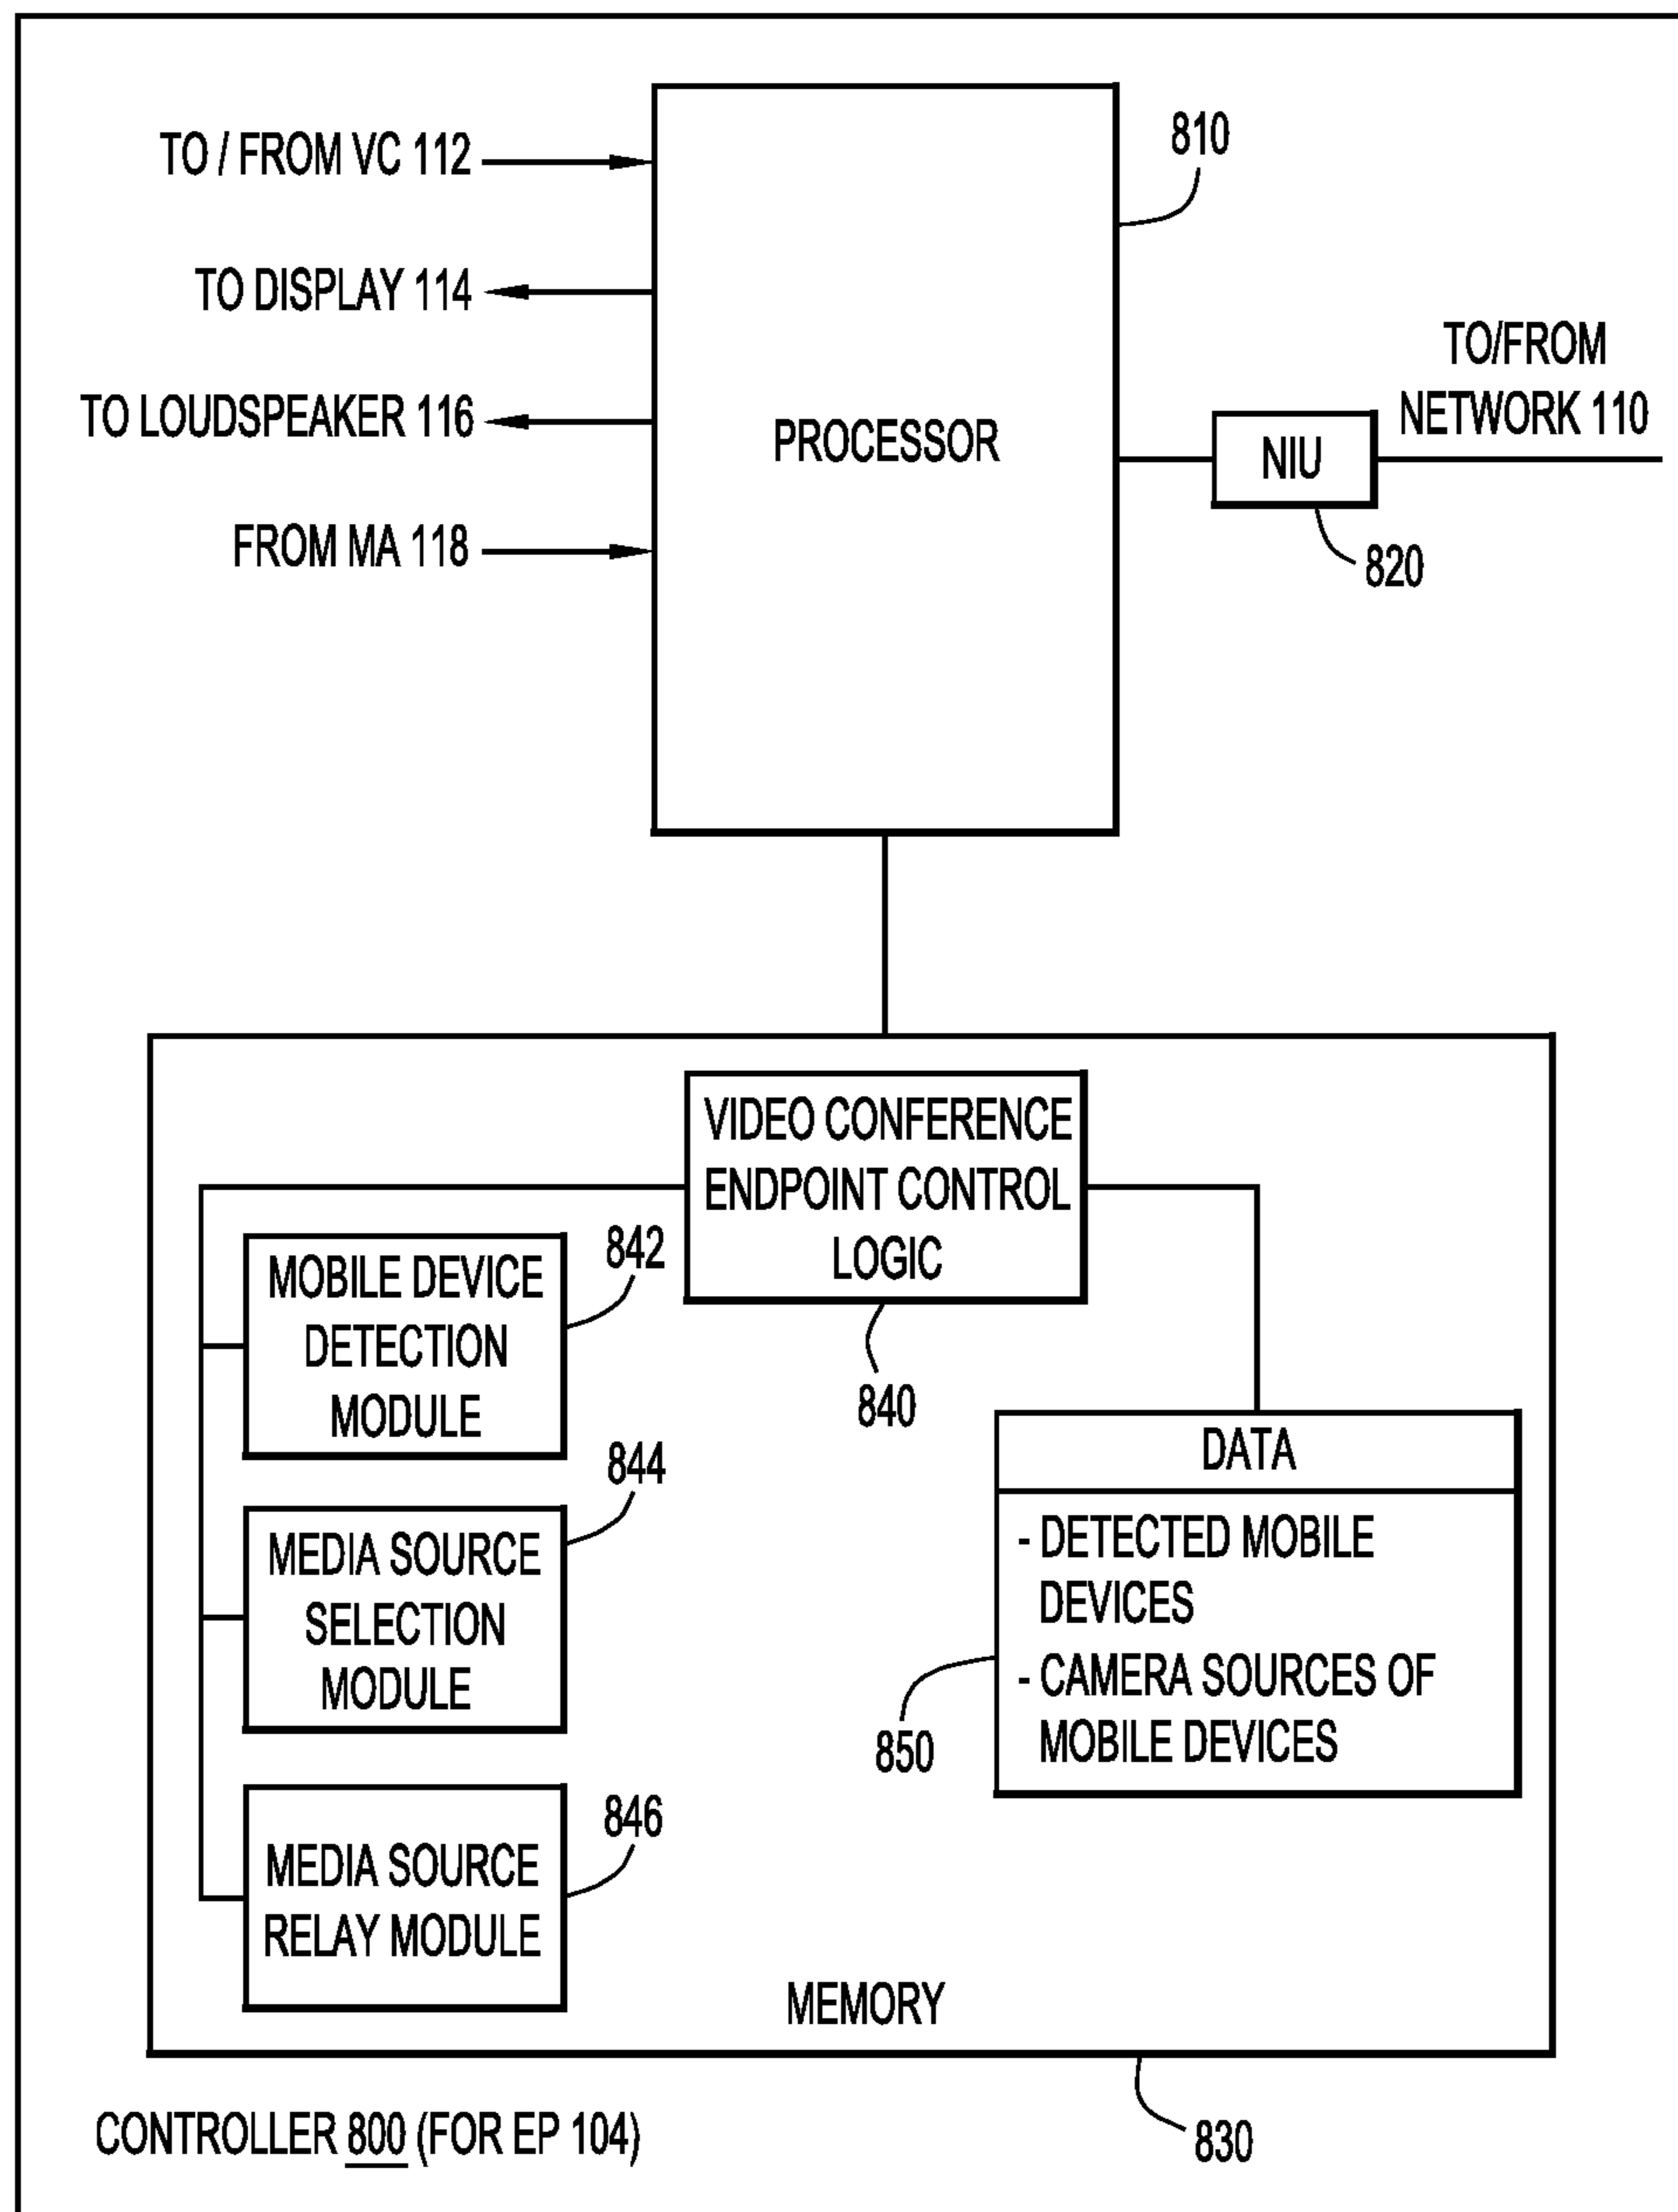 TO / FROM VC 112
810
TO DISPLAY 114
TO/FROM
NETWORK 110
TO LOUDSPEAKER 116
PROCESSOR
NIU
FROM MA 118
820
VIDEO CONFERENCE
ENDPOINT CONTROL
LOGIC
840
842
MOBILE DEVICE
DETECTION
MODULE
844
MEDIA SOURCE
SELECTION
MODULE
846
MEDIA SOURCE
RELAY MODULE
DATA
- DETECTED MOBILE
DEVICES
- CAMERA SOURCES OF
MOBILE DEVICES
850
MEMORY
830
CONTROLLER 800 (FOR EP 104)